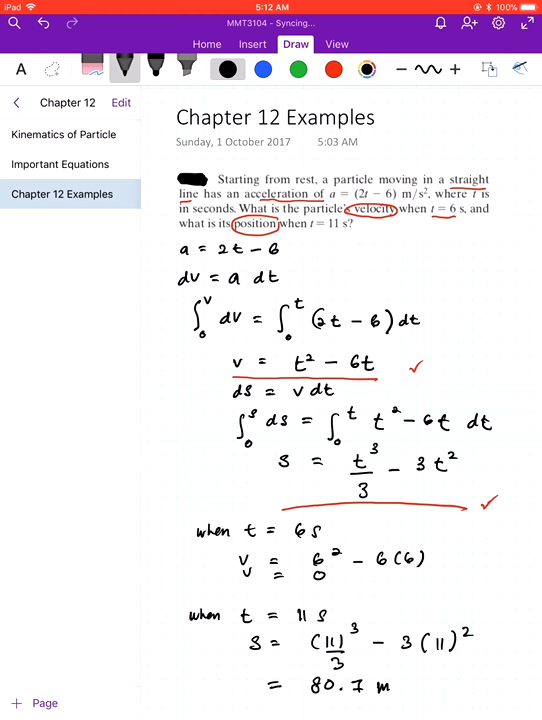 iPad 5:12 AM 100%
MMT3104 - Syncing...
Home Insert Draw View
A
Chapter 12 Edit
Kinematics of Particle
Important Equations
Chapter 12 Examples
+ Page
Chapter 12 Examples
Sunday, 1 October 2017 5:03 AM
Starting from rest, a particle moving in a straight
line has an acceleration of a = (2t − 6) m/s², where t is
in seconds. What is the particle's velocity when t = 6 s, and
what is its position when t = 11 s?
a = 2t − 6
dv = a dt
∫₀ᵛ dv = ∫₀ᵗ (2t − 6) dt
v = t² − 6t ✓
ds = v dt
∫₀ˢ ds = ∫₀ᵗ t² − 6t dt
s = t³/3 − 3t² ✓
when t = 6 s
v = 6² − 6(6)
v = 0
when t = 11 s
s = (11)³/3 − 3(11)²
= 80.7 m